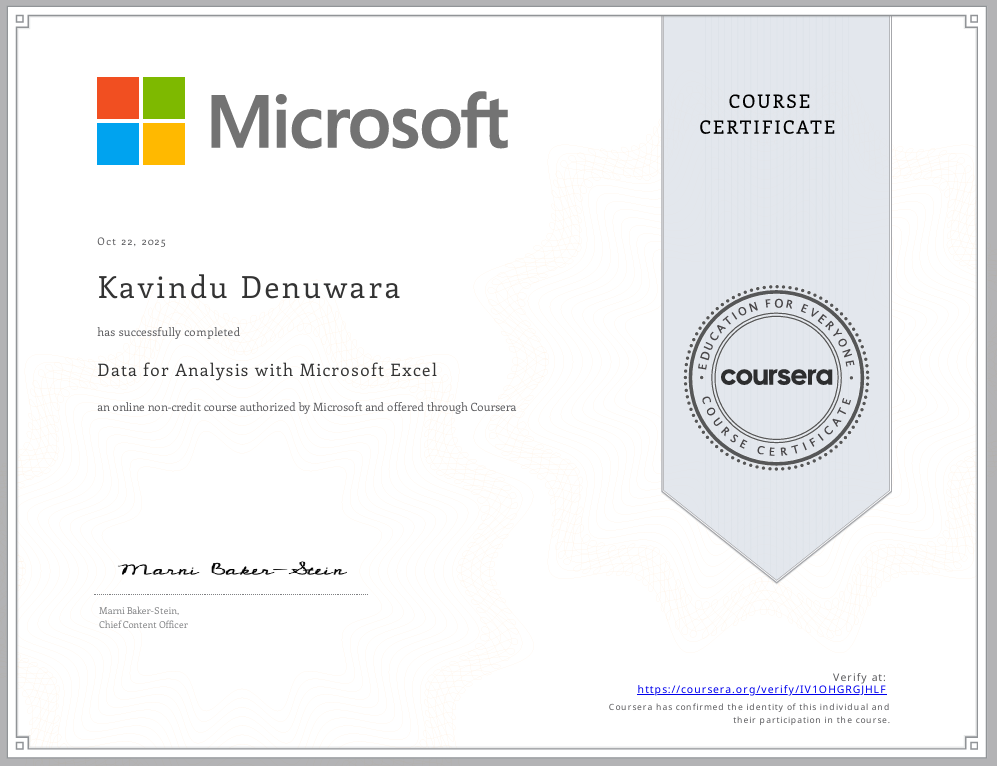 Microsoft
COURSE
CERTIFICATE
Oct 22, 2025
Kavindu Denuwara
has successfully completed
Data for Analysis with Microsoft Excel
an online non-credit course authorized by Microsoft and offered through Coursera
EDUCATION FOR EVERYONE
coursera
COURSE CERTIFICATE
Marni Baker-Stein
Marni Baker-Stein,
Chief Content Officer
Verify at:
https://coursera.org/verify/IV1OHGRGJHLF
Coursera has confirmed the identity of this individual and
their participation in the course.